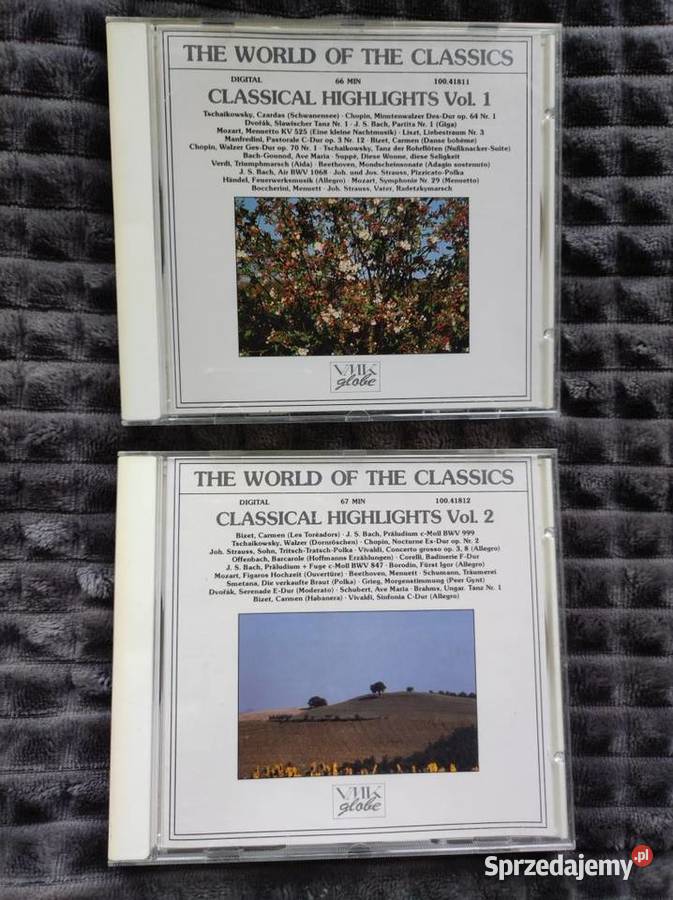 THE WORLD OF THE CLASSICS
DIGITAL 66 MIN 100.41811
CLASSICAL HIGHLIGHTS Vol. 1
Tschaikowsky, Czardas (Schwanensee) · Chopin, Minutenwalzer Des-Dur op. 64 Nr. 1
Dvořák, Slawischer Tanz Nr. 1 · J. S. Bach, Partita Nr. 1 (Giga)
Mozart, Menuetto KV 525 (Eine kleine Nachtmusik) · Liszt, Liebestraum Nr. 3
Manfredini, Pastorale C-Dur op. 3 Nr. 12 · Bizet, Carmen (Danse bohème)
Chopin, Walzer Ges-Dur op. 70 Nr. 1 · Tschaikowsky, Tanz der Rohrflöten (Nußknacker-Suite)
Bach-Gounod, Ave Maria · Suppé, Diese Wonne, diese Seligkeit
Verdi, Triumphmarsch (Aida) · Beethoven, Mondscheinsonate (Adagio sostenuto)
J. S. Bach, Air BWV 1068 · Joh. und Jos. Strauss, Pizzicato-Polka
Händel, Feuerwerksmusik (Allegro) · Mozart, Symphonie Nr. 29 (Menuetto)
Boccherini, Menuett · Joh. Strauss, Vater, Radetzkymarsch
VMK
globe
THE WORLD OF THE CLASSICS
DIGITAL 67 MIN 100.41812
CLASSICAL HIGHLIGHTS Vol. 2
Bizet, Carmen (Les Toréadors) · J. S. Bach, Präludium c-Moll BWV 999
Tschaikowsky, Walzer (Dornröschen) · Chopin, Nocturne Es-Dur op. Nr. 2
Joh. Strauss, Sohn, Tritsch-Tratsch-Polka · Vivaldi, Concerto grosso op. 3, 8 (Allegro)
Offenbach, Barcarole (Hoffmanns Erzählungen) · Corelli, Badinerie F-Dur
J. S. Bach, Präludium + Fuge c-Moll BWV 847 · Borodin, Fürst Igor (Allegro)
Mozart, Figaros Hochzeit (Ouvertüre) · Beethoven, Menuett · Schumann, Träumerei
Smetana, Die verkaufte Braut (Polka) · Grieg, Morgenstimmung (Peer Gynt)
Dvořák, Serenade E-Dur (Moderato) · Schubert, Ave Maria · Brahms, Ungar. Tanz Nr. 1
Bizet, Carmen (Habanera) · Vivaldi, Sinfonia C-Dur (Allegro)
VMK
globe
Sprzedajemy.pl